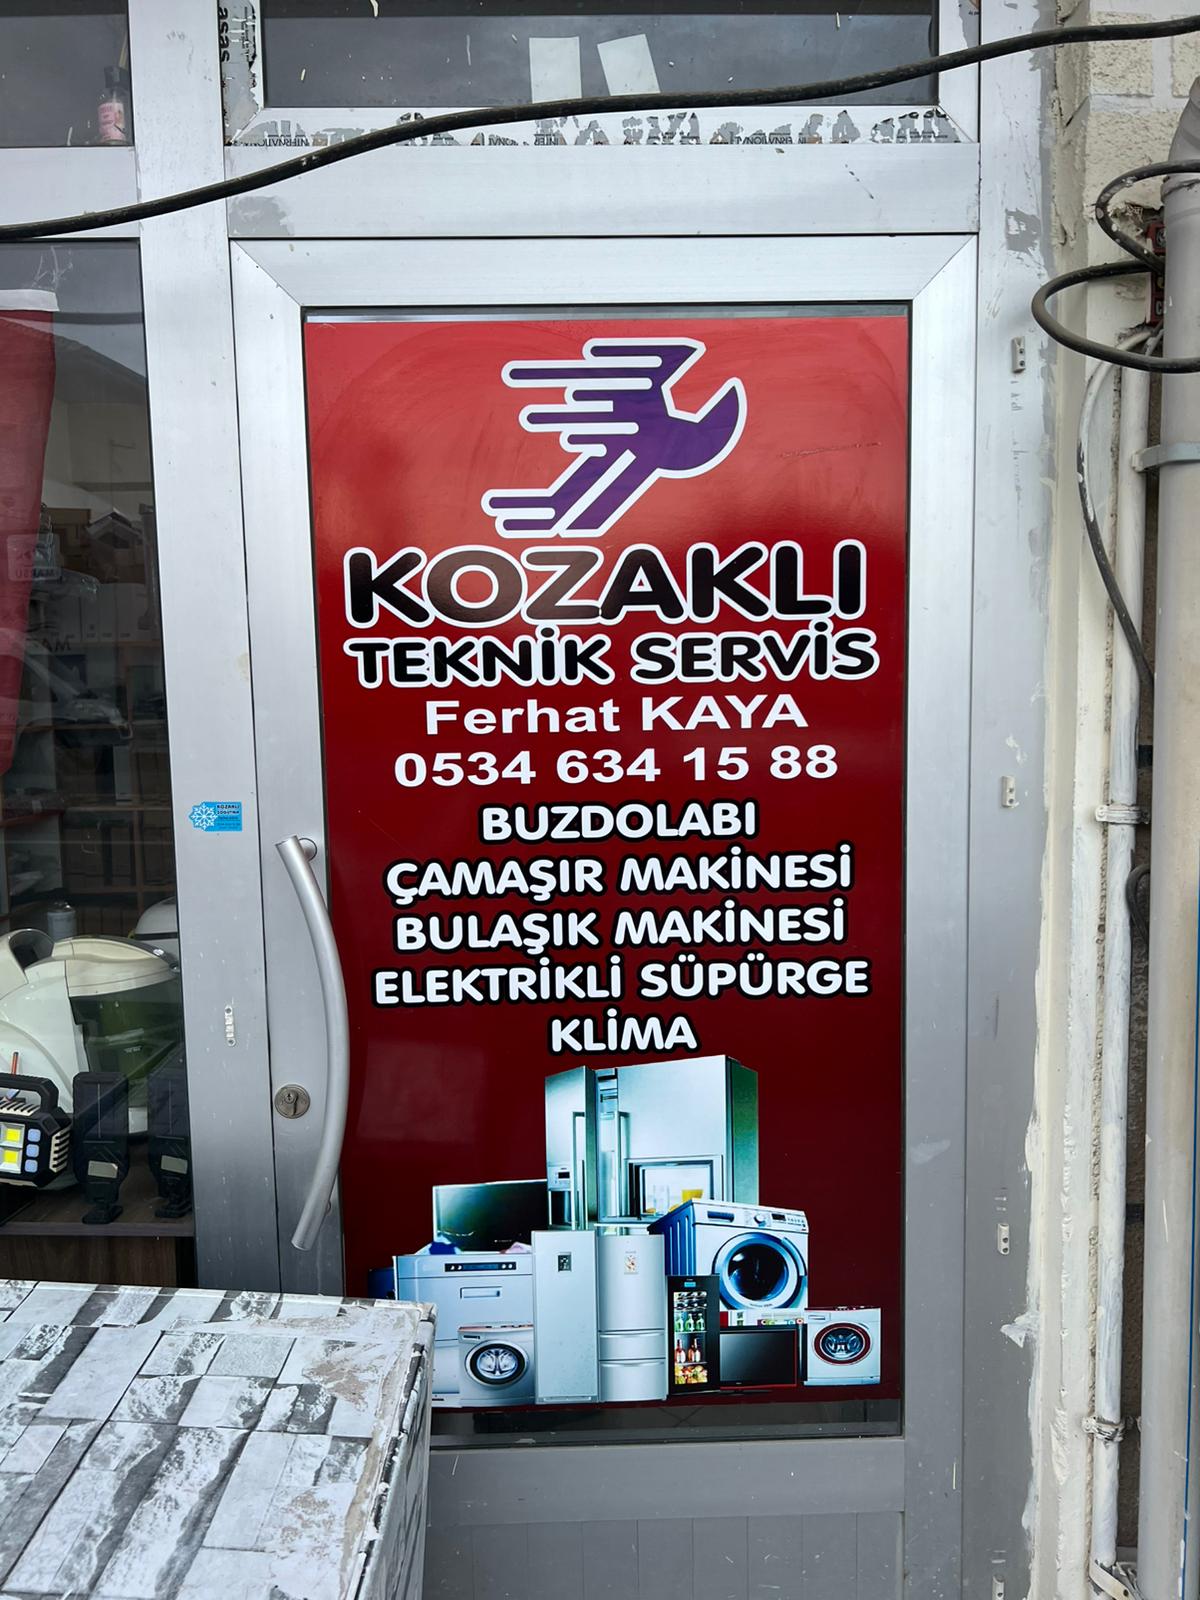 KOZAKLI
TEKNİK SERVİS
Ferhat KAYA
0534 634 15 88
BUZDOLABI
ÇAMAŞIR MAKİNESİ
BULAŞIK MAKİNESİ
ELEKTRİKLİ SÜPÜRGE
KLİMA
KOZAKLI